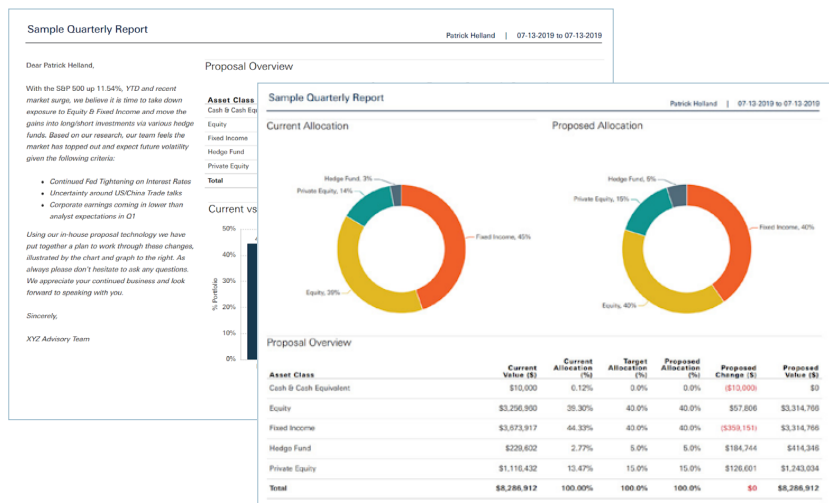 Sample Quarterly Report
Patrick Helland | 07-13-2019 to 07-13-2019
Dear Patrick Helland,
With the S&P 500 up 11.54%, YTD and recent
market surge, we believe it is time to take down
exposure to Equity & Fixed Income and move the
gains into long/short investments via various hedge
funds. Based on our research, our team feels the
market has topped out and expect future volatility
given the following criteria:
• Continued Fed Tightening on Interest Rates
• Uncertainty around US/China Trade talks
• Corporate earnings coming in lower than
analyst expectations in Q1
Using our in-house proposal technology we have
put together a plan to work through these changes,
illustrated by the chart and graph to the right. As
always please don't hesitate to ask any questions.
We appreciate your continued business and look
forward to speaking with you.
Sincerely,
XYZ Advisory Team
Proposal Overview
Asset Class
Cash & Cash
Equity
Fixed Income
Hedge Fund
Private Equity
Total
Current vs
50%
40%
30%
20%
10%
0%
% Portfolio
Sample Quarterly Report
Patrick Helland | 07-13-2019 to 07-13-2019
Current Allocation
Hedge Fund, 3%
Private Equity, 14%
Fixed Income, 45%
Equity, 39%
Proposed Allocation
Hedge Fund, 5%
Private Equity, 15%
Fixed Income, 40%
Equity, 40%
Proposal Overview
Asset Class Current Value ($) Current Allocation (%) Target Allocation (%) Proposed Allocation (%) Proposed Change ($) Proposed Value ($)
Cash & Cash Equivalent $10,000 0.12% 0.0% 0.0% ($10,000) $0
Equity $3,256,960 39.30% 40.0% 40.0% $57,806 $3,314,766
Fixed Income $3,673,917 44.33% 40.0% 40.0% ($359,151) $3,314,766
Hedge Fund $229,602 2.77% 5.0% 5.0% $184,744 $414,346
Private Equity $1,116,432 13.47% 15.0% 15.0% $126,601 $1,243,034
Total $8,286,912 100.00% 100.0% 100.0% $0 $8,286,912